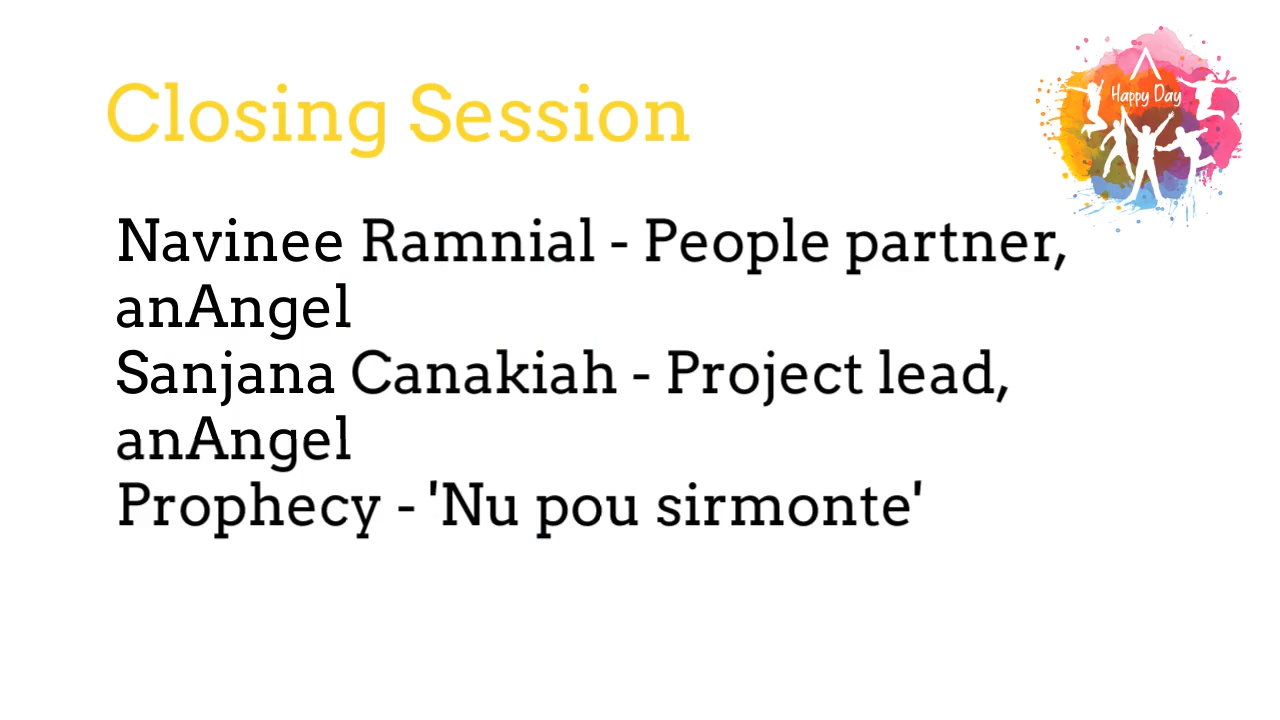 Closing Session
Happy Day
Navinee Ramnial - People partner,
anAngel
Sanjana Canakiah - Project lead,
anAngel
Prophecy - 'Nu pou sirmonte'